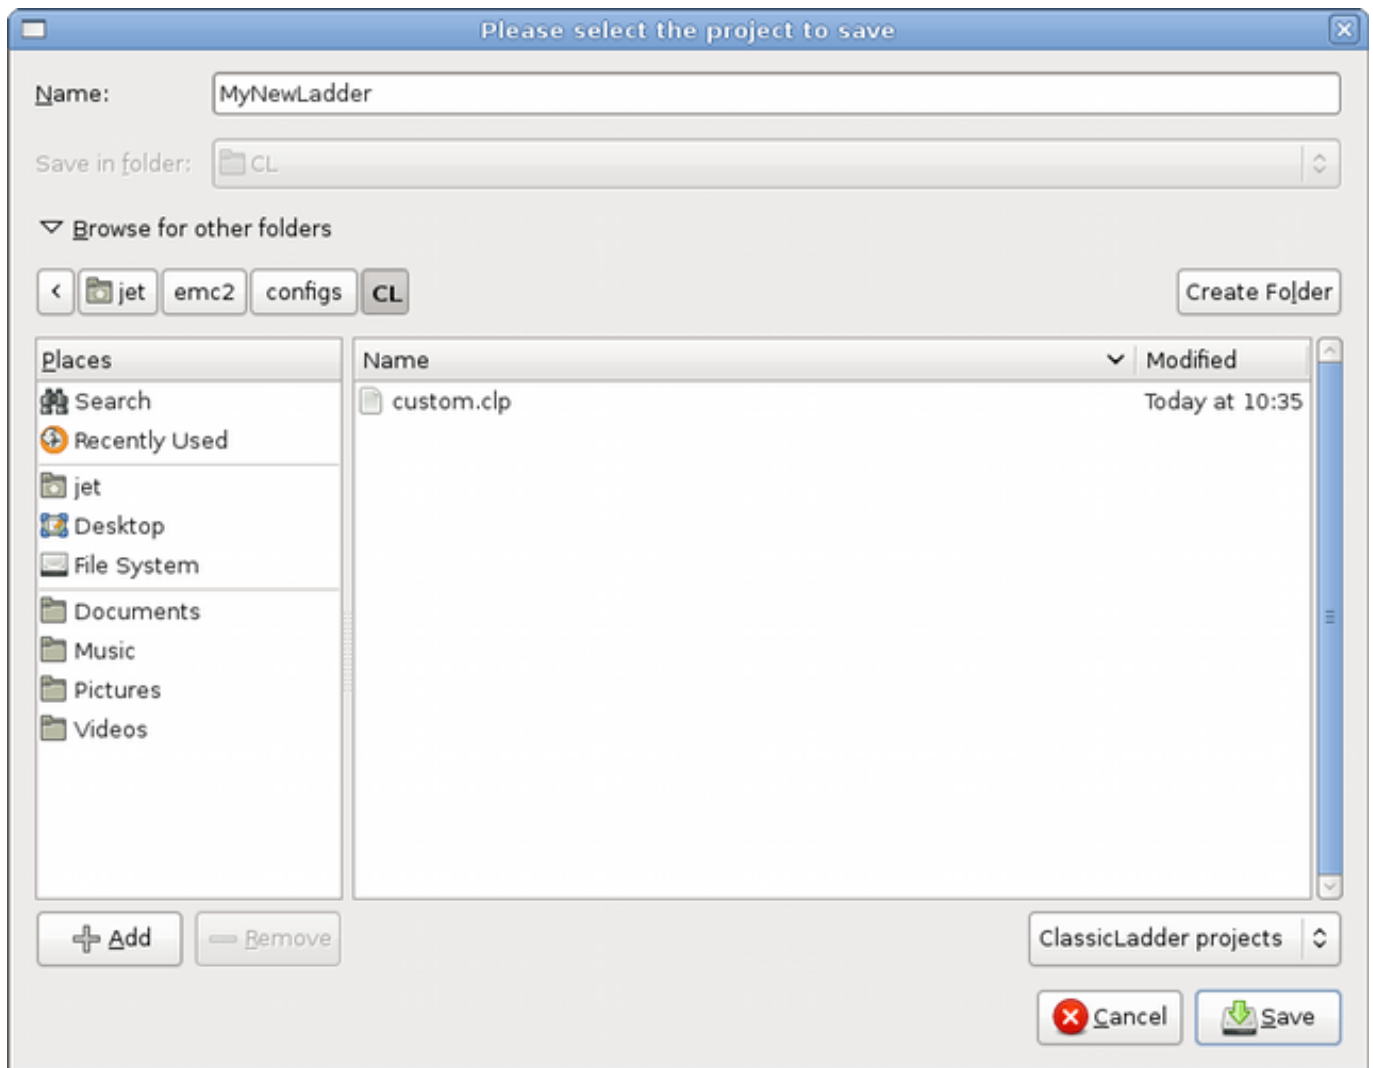 Please select the project to save
Name: MyNewLadder
Save in folder: CL
Browse for other folders
< jet emc2 configs CL Create Folder
Places Name Modified
Search custom.clp Today at 10:35
Recently Used
jet
Desktop
File System
Documents
Music
Pictures
Videos
Add Remove ClassicLadder projects
Cancel Save